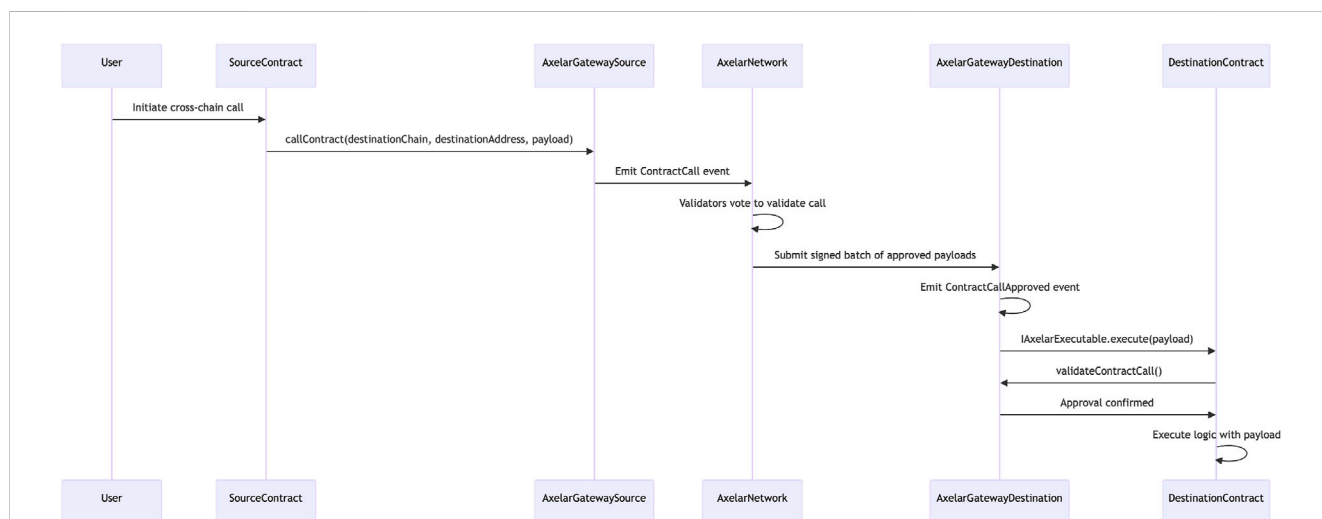 User
SourceContract
AxelarGatewaySource
AxelarNetwork
AxelarGatewayDestination
DestinationContract
Initiate cross-chain call
callContract(destinationChain, destinationAddress, payload)
Emit ContractCall event
Validators vote to validate call
Submit signed batch of approved payloads
Emit ContractCallApproved event
IAxelarExecutable.execute(payload)
validateContractCall()
Approval confirmed
Execute logic with payload
User
SourceContract
AxelarGatewaySource
AxelarNetwork
AxelarGatewayDestination
DestinationContract